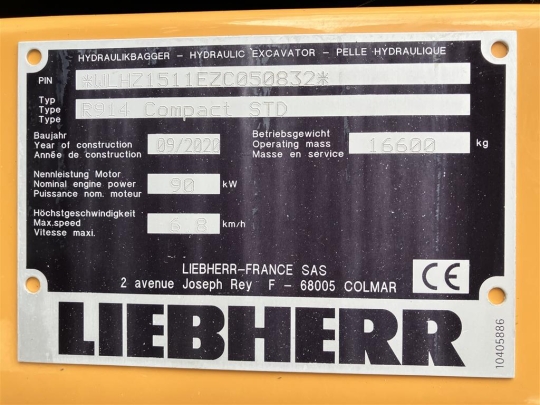 HYDRAULIKBAGGER - HYDRAULIC EXCAVATOR - PELLE HYDRAULIQUE
PIN *WLHZ1511EZC050832*
Typ
Type R914 Compact STD
Type
Baujahr
Year of construction 09/2020
Année de construction
Betriebsgewicht
Operating mass 16600 kg
Masse en service
Nennleistung Motor
Nominal engine power 90 kW
Puissance nom. moteur
Höchstgeschwindigkeit
Max.speed 6.8 km/h
Vitesse maxi.
LIEBHERR-FRANCE SAS
2 avenue Joseph Rey F - 68005 COLMAR
CE
LIEBHERR
10405886